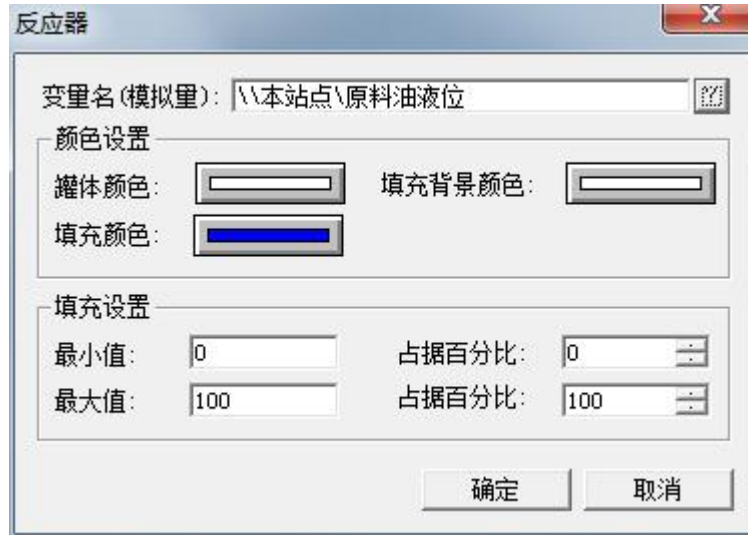 反应器
变量名(模拟量): \\本站点\原料油液位
颜色设置
罐体颜色: 填充背景颜色:
填充颜色:
填充设置
最小值: 0 占据百分比: 0
最大值: 100 占据百分比: 100
确定 取消